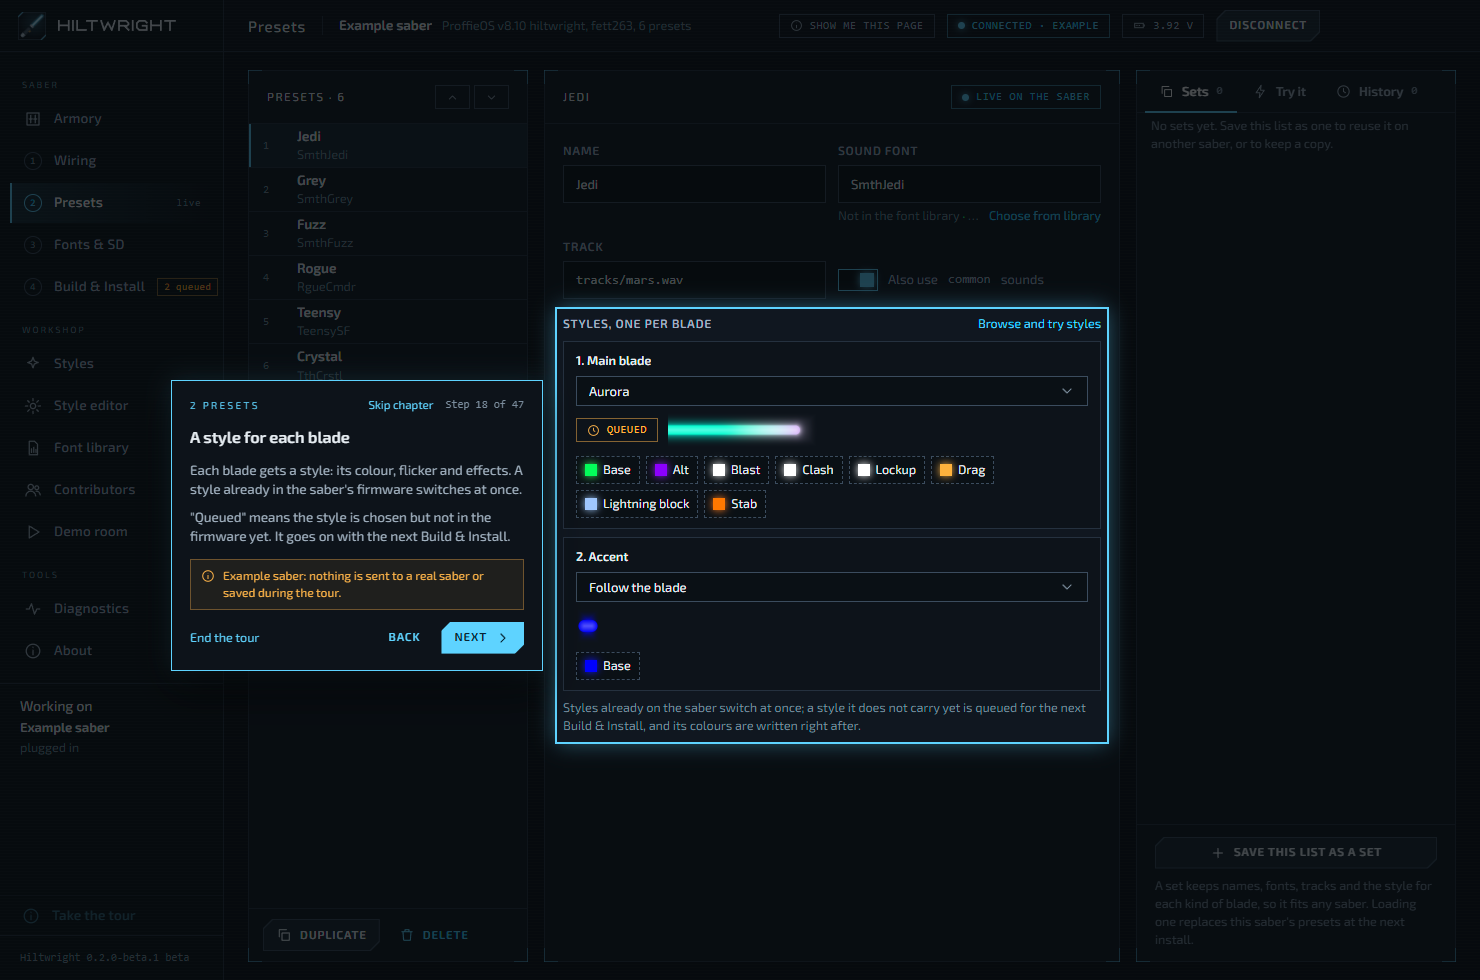 HILTWRIGHT
Presets
Example saber ProffieOS v8.10 hiltwright, fett263, 6 presets
SHOW ME THIS PAGE
CONNECTED · EXAMPLE
3.92 V
DISCONNECT
SABER
Armory
1 Wiring
2 Presets live
3 Fonts & SD
4 Build & Install 2 queued
WORKSHOP
Styles
Style editor
Font library
Contributors
Demo room
TOOLS
Diagnostics
About
Working on
Example saber
plugged in
Take the tour
Hiltwright 0.2.0-beta.1 beta
PRESETS · 6
1 Jedi
SmthJedi
2 Grey
SmthGrey
3 Fuzz
SmthFuzz
4 Rogue
RgueCmdr
5 Teensy
TeensySF
6 Crystal
TthCrstl
DUPLICATE
DELETE
2 PRESETS
Skip chapter Step 18 of 47
A style for each blade
Each blade gets a style: its colour, flicker and effects. A
style already in the saber's firmware switches at once.
"Queued" means the style is chosen but not in the
firmware yet. It goes on with the next Build & Install.
Example saber: nothing is sent to a real saber or
saved during the tour.
End the tour
BACK
NEXT
JEDI
LIVE ON THE SABER
NAME
Jedi
SOUND FONT
SmthJedi
Not in the font library · ... Choose from library
TRACK
tracks/mars.wav
Also use common sounds
STYLES, ONE PER BLADE
Browse and try styles
1. Main blade
Aurora
QUEUED
Base Alt Blast Clash Lockup Drag
Lightning block Stab
2. Accent
Follow the blade
Base
Styles already on the saber switch at once; a style it does not carry yet is queued for the next
Build & Install, and its colours are written right after.
Sets 0
Try it
History 0
No sets yet. Save this list as one to reuse it on
another saber, or to keep a copy.
SAVE THIS LIST AS A SET
A set keeps names, fonts, tracks and the style for
each kind of blade, so it fits any saber. Loading
one replaces this saber's presets at the next
install.